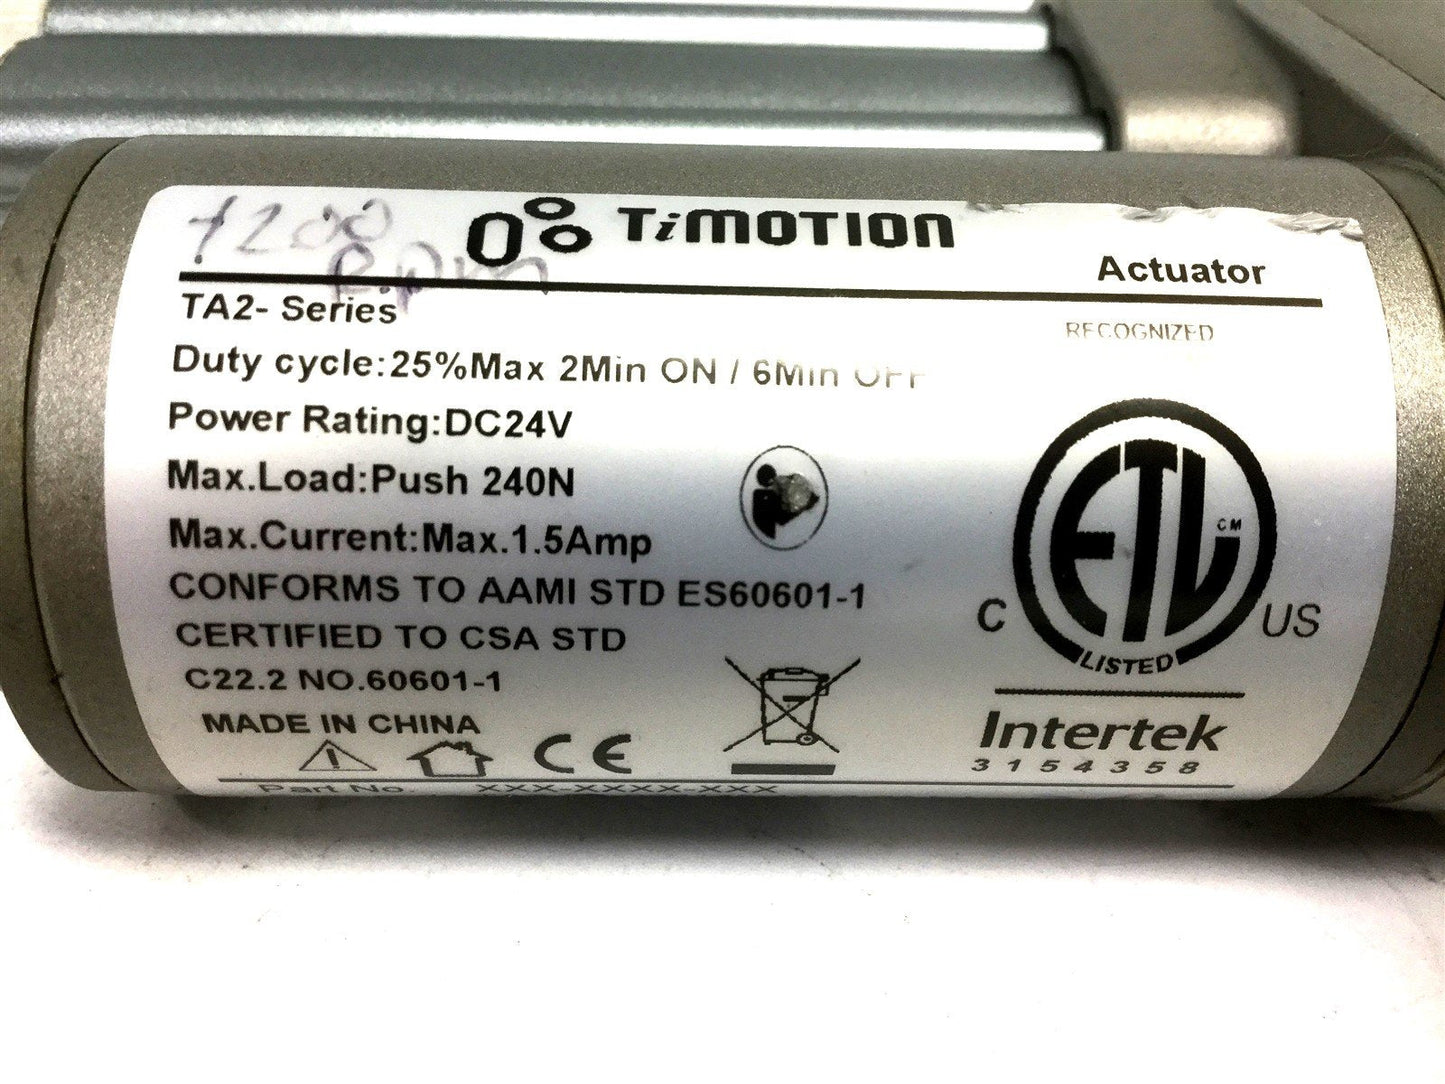 7200
R.P.M
TiMOTION
Actuator
TA2- Series
RECOGNIZED
Duty cycle:25%Max 2Min ON / 6Min OFF
Power Rating:DC24V
Max.Load:Push 240N
Max.Current:Max.1.5Amp
CONFORMS TO AAMI STD ES60601-1
CERTIFIED TO CSA STD
C22.2 NO.60601-1
MADE IN CHINA
CE
Part No. XXX-XXXX-XXX
ETL CM
C US
LISTED
Intertek
3154358